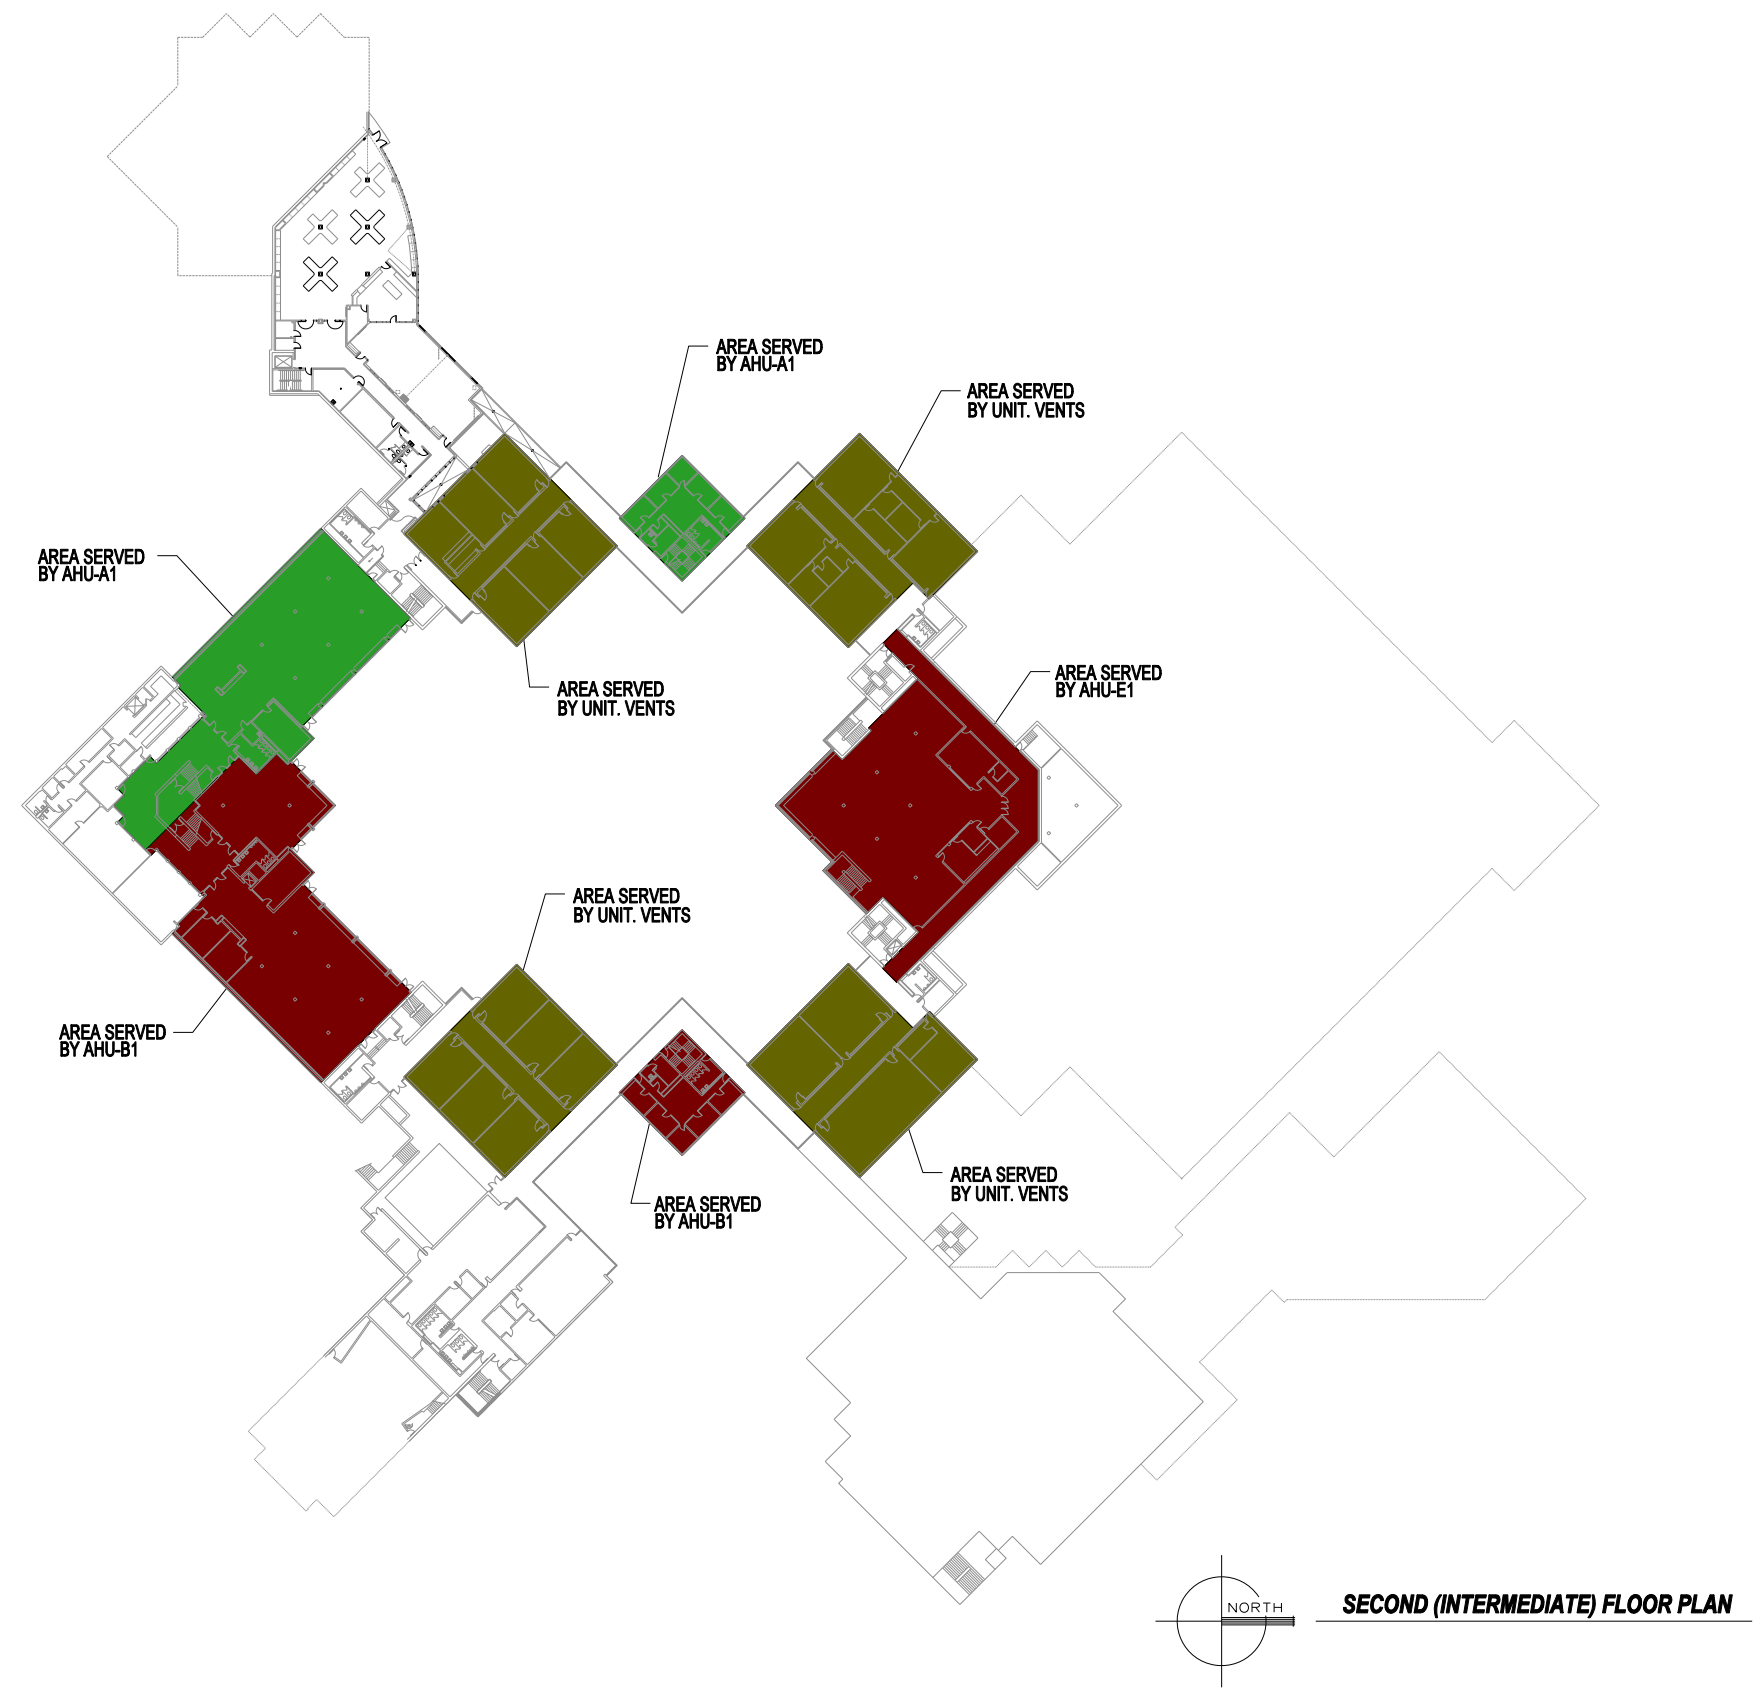 AREA SERVED
BY AHU-A1
AREA SERVED
BY UNIT. VENTS
AREA SERVED
BY AHU-A1
AREA SERVED
BY UNIT. VENTS
AREA SERVED
BY AHU-E1
AREA SERVED
BY UNIT. VENTS
AREA SERVED
BY AHU-B1
AREA SERVED
BY UNIT. VENTS
AREA SERVED
BY AHU-B1
NORTH
SECOND (INTERMEDIATE) FLOOR PLAN